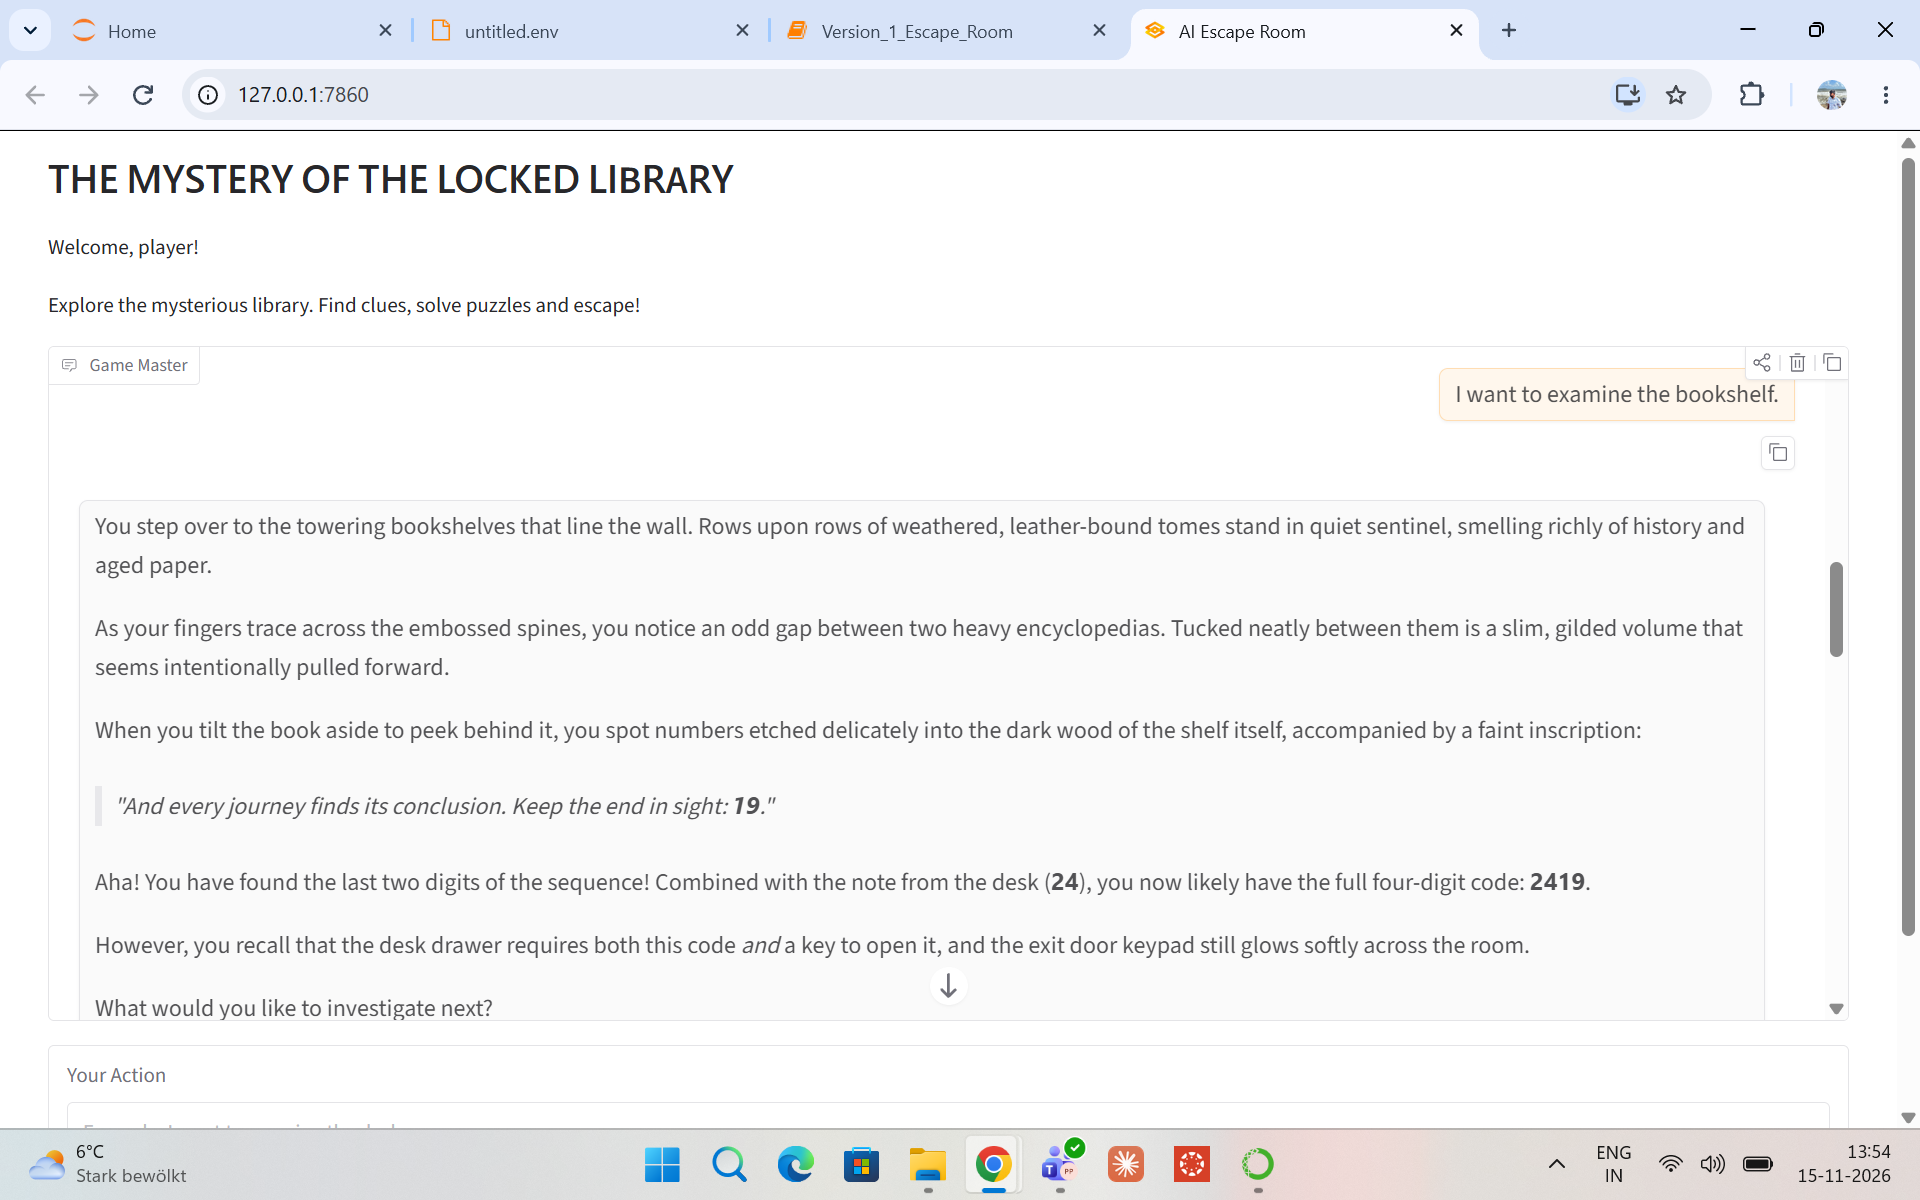 Home
untitled.env
Version_1_Escape_Room
AI Escape Room
127.0.0.1:7860
THE MYSTERY OF THE LOCKED LIBRARY
Welcome, player!
Explore the mysterious library. Find clues, solve puzzles and escape!
Game Master
I want to examine the bookshelf.
You step over to the towering bookshelves that line the wall. Rows upon rows of weathered, leather-bound tomes stand in quiet sentinel, smelling richly of history and
aged paper.
As your fingers trace across the embossed spines, you notice an odd gap between two heavy encyclopedias. Tucked neatly between them is a slim, gilded volume that
seems intentionally pulled forward.
When you tilt the book aside to peek behind it, you spot numbers etched delicately into the dark wood of the shelf itself, accompanied by a faint inscription:
"And every journey finds its conclusion. Keep the end in sight: 19."
Aha! You have found the last two digits of the sequence! Combined with the note from the desk (24), you now likely have the full four-digit code: 2419.
However, you recall that the desk drawer requires both this code and a key to open it, and the exit door keypad still glows softly across the room.
What would you like to investigate next?
Your Action
6°C
Stark bewölkt
T
PP
ENG
IN
13:54
15-11-2026